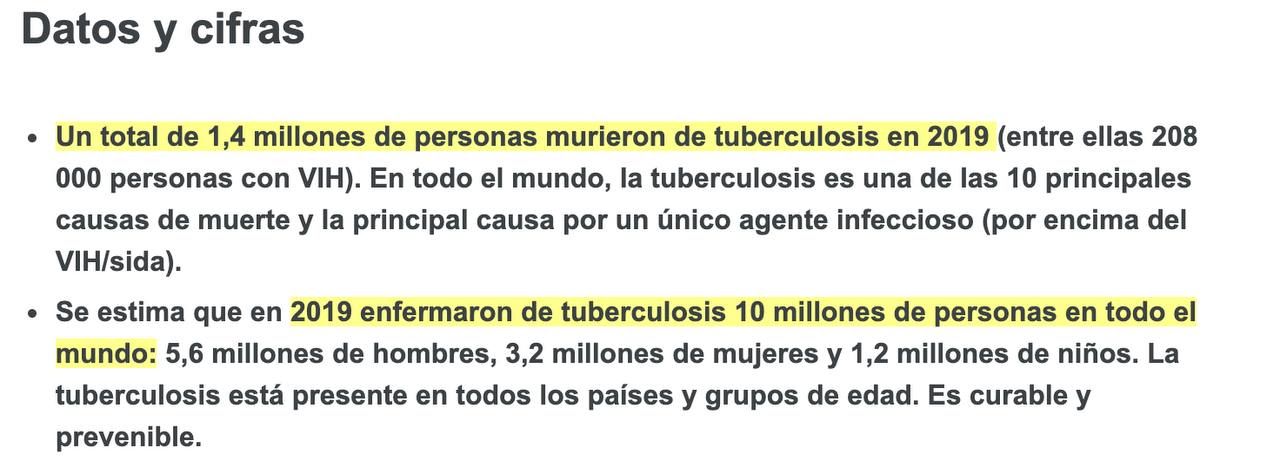 Datos y cifras
• Un total de 1,4 millones de personas murieron de tuberculosis en 2019 (entre ellas 208
000 personas con VIH). En todo el mundo, la tuberculosis es una de las 10 principales
causas de muerte y la principal causa por un único agente infeccioso (por encima del
VIH/sida).
• Se estima que en 2019 enfermaron de tuberculosis 10 millones de personas en todo el
mundo: 5,6 millones de hombres, 3,2 millones de mujeres y 1,2 millones de niños. La
tuberculosis está presente en todos los países y grupos de edad. Es curable y
prevenible.